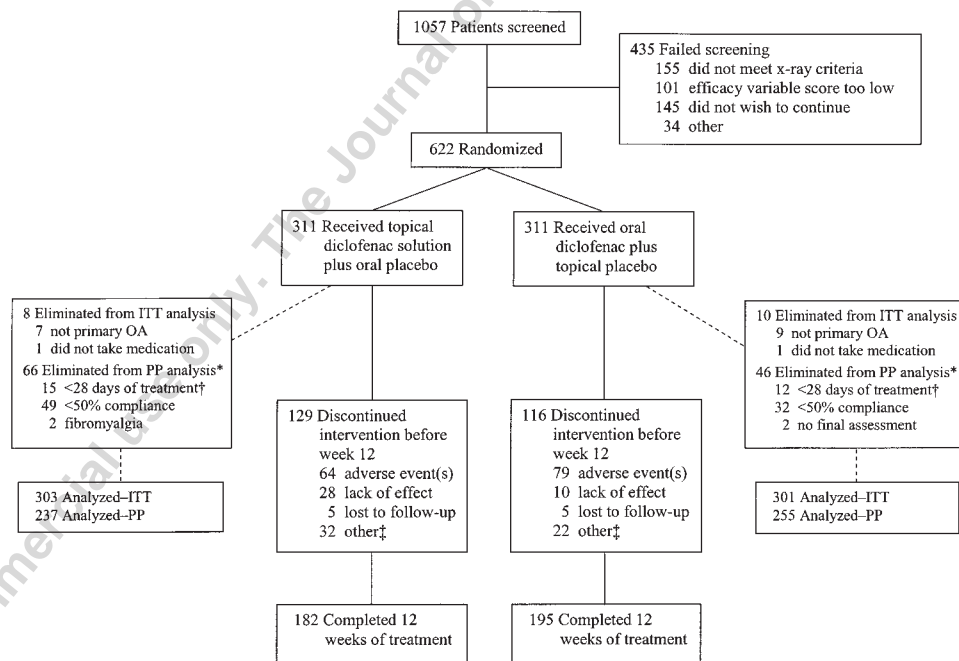 1057 Patients screened
435 Failed screening
155 did not meet x-ray criteria
101 efficacy variable score too low
145 did not wish to continue
34 other
622 Randomized
311 Received topical
diclofenac solution
plus oral placebo
311 Received oral
diclofenac plus
topical placebo
8 Eliminated from ITT analysis
7 not primary OA
1 did not take medication
66 Eliminated from PP analysis*
15 <28 days of treatment†
49 <50% compliance
2 fibromyalgia
10 Eliminated from ITT analysis
9 not primary OA
1 did not take medication
46 Eliminated from PP analysis*
12 <28 days of treatment†
32 <50% compliance
2 no final assessment
129 Discontinued
intervention before
week 12
64 adverse event(s)
28 lack of effect
5 lost to follow-up
32 other‡
116 Discontinued
intervention before
week 12
79 adverse event(s)
10 lack of effect
5 lost to follow-up
22 other‡
303 Analyzed–ITT
237 Analyzed–PP
301 Analyzed–ITT
255 Analyzed–PP
182 Completed 12
weeks of treatment
195 Completed 12
weeks of treatment
mercial use only. The Journal o